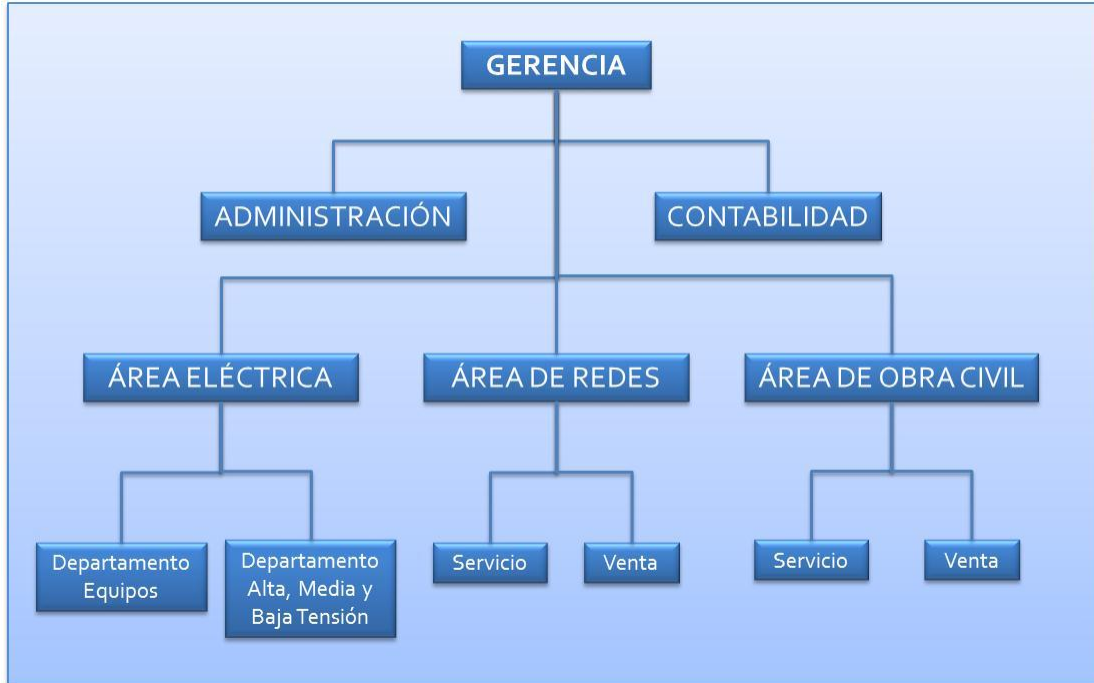 GERENCIA
ADMINISTRACIÓN
CONTABILIDAD
ÁREA ELÉCTRICA
ÁREA DE REDES
ÁREA DE OBRA CIVIL
Departamento
Equipos
Departamento
Alta, Media y
Baja Tensión
Servicio
Venta
Servicio
Venta